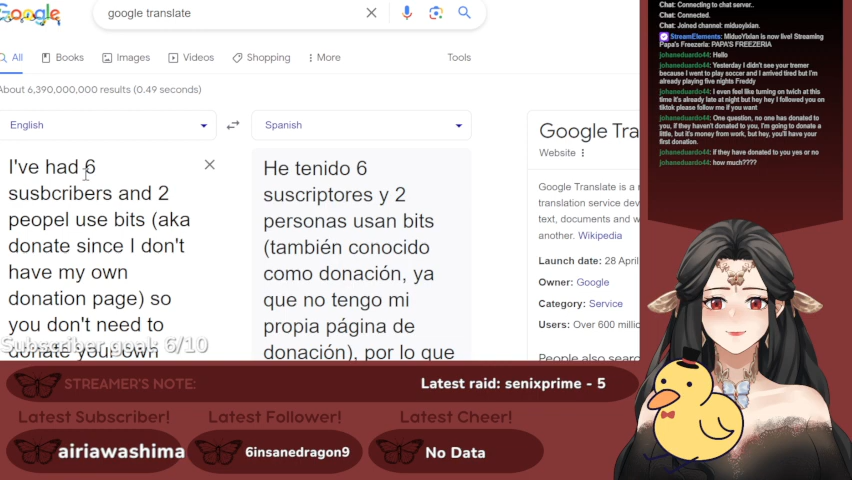 Google
google translate
All
Books
Images
Videos
Shopping
More
Tools
About 6,390,000,000 results (0.49 seconds)
English
Spanish
I've had 6
susbcribers and 2
peopel use bits (aka
donate since I don't
have my own
donation page) so
you don't need to
donate your own
He tenido 6
suscriptores y 2
personas usan bits
(también conocido
como donación, ya
que no tengo mi
propia página de
donación), por lo que
Google Tra
Website
Google Translate is a
translation service dev
text, documents and w
another. Wikipedia
Launch date: 28 April
Owner: Google
Category: Service
Users: Over 600 millio
People also searc
Subscriber goal: 6/10
STREAMER'S NOTE:
Latest raid: senixprime - 5
Latest Subscriber!
Latest Follower!
Latest Cheer!
airiawashima
6insanedragon9
No Data
Chat: Connecting to chat server..
Chat: Connected.
Chat: Joined channel: miduoyixian.
StreamElements: MiduoYixian is now live! Streaming
Papa's Freezeria: PAPA'S FREEZERIA
johaneduardo44: Hello
johaneduardo44: Yesterday I didn't see your tremer
because I went to play soccer and I arrived tired but I'm
already playing five nights Freddy
johaneduardo44: I even feel like turning on twitch at this
time it's already late at night but hey hey I followed you on
tiktok please follow me if you want
johaneduardo44: One question, no one has donated to
you, if they haven't donated to you, I'm going to donate a
little, but it's money from work, but hey, you'll have your
first donation.
johaneduardo44: if they have donated to you yes or no
johaneduardo44: how much????